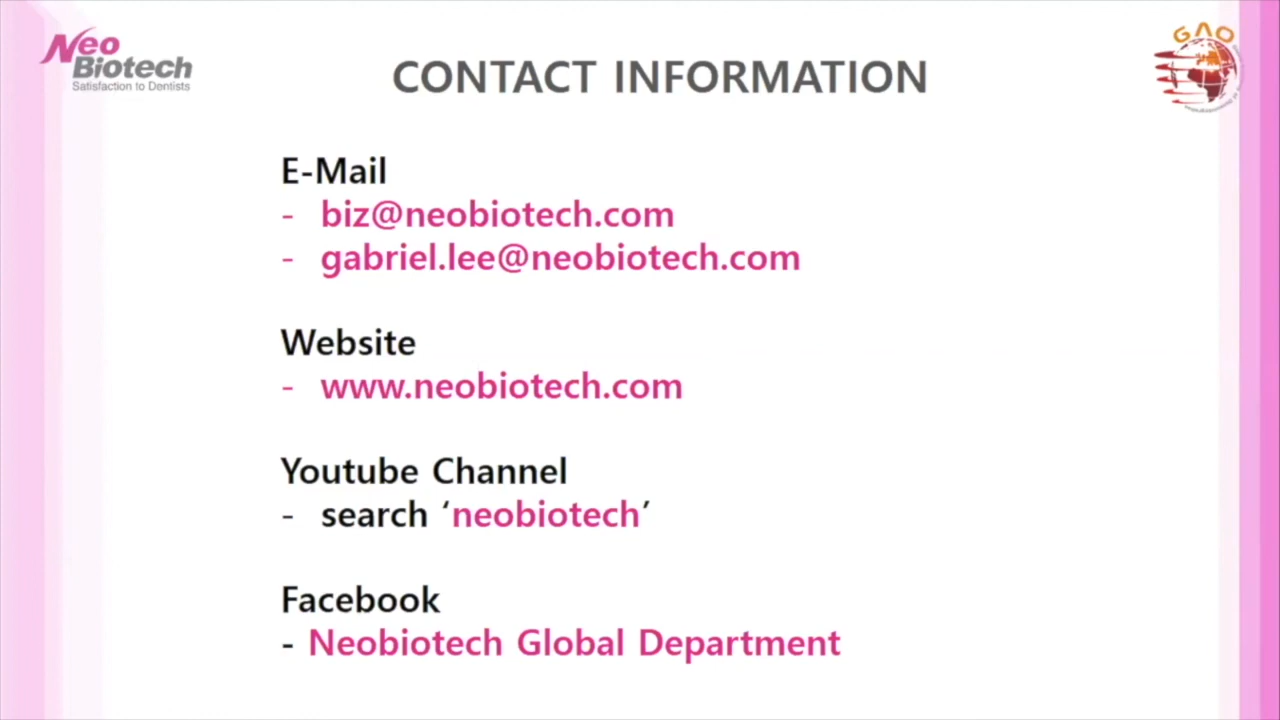 Neo
Biotech
Satisfaction to Dentists
GAO
CONTACT INFORMATION
E-Mail
- biz@neobiotech.com
- gabriel.lee@neobiotech.com
Website
- www.neobiotech.com
Youtube Channel
- search ‘neobiotech’
Facebook
- Neobiotech Global Department